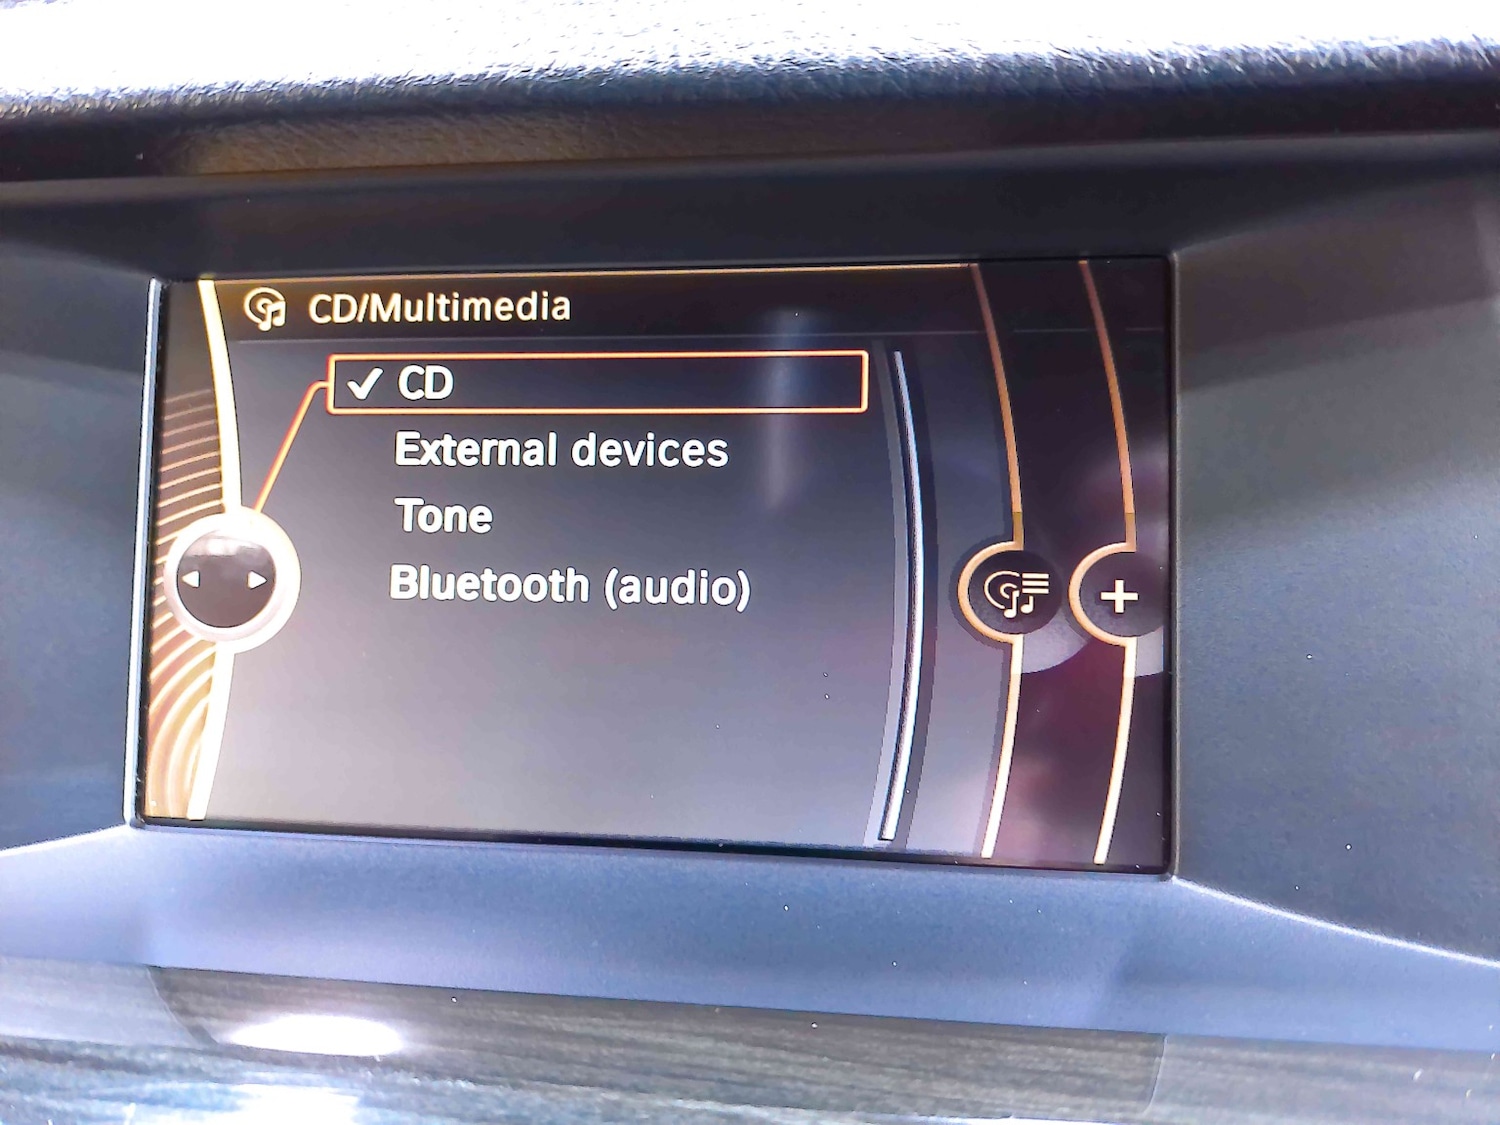 CD/Multimedia
✓ CD
External devices
Tone
Bluetooth (audio)